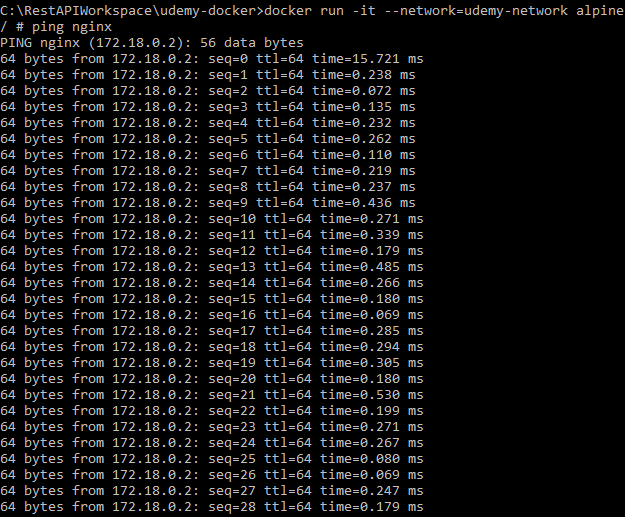 C:\RestAPIWorkspace\udemy-docker>docker run -it --network=udemy-network alpine
/ # ping nginx
PING nginx (172.18.0.2): 56 data bytes
64 bytes from 172.18.0.2: seq=0 ttl=64 time=15.721 ms
64 bytes from 172.18.0.2: seq=1 ttl=64 time=0.238 ms
64 bytes from 172.18.0.2: seq=2 ttl=64 time=0.072 ms
64 bytes from 172.18.0.2: seq=3 ttl=64 time=0.135 ms
64 bytes from 172.18.0.2: seq=4 ttl=64 time=0.232 ms
64 bytes from 172.18.0.2: seq=5 ttl=64 time=0.262 ms
64 bytes from 172.18.0.2: seq=6 ttl=64 time=0.110 ms
64 bytes from 172.18.0.2: seq=7 ttl=64 time=0.219 ms
64 bytes from 172.18.0.2: seq=8 ttl=64 time=0.237 ms
64 bytes from 172.18.0.2: seq=9 ttl=64 time=0.436 ms
64 bytes from 172.18.0.2: seq=10 ttl=64 time=0.271 ms
64 bytes from 172.18.0.2: seq=11 ttl=64 time=0.339 ms
64 bytes from 172.18.0.2: seq=12 ttl=64 time=0.179 ms
64 bytes from 172.18.0.2: seq=13 ttl=64 time=0.485 ms
64 bytes from 172.18.0.2: seq=14 ttl=64 time=0.266 ms
64 bytes from 172.18.0.2: seq=15 ttl=64 time=0.180 ms
64 bytes from 172.18.0.2: seq=16 ttl=64 time=0.069 ms
64 bytes from 172.18.0.2: seq=17 ttl=64 time=0.285 ms
64 bytes from 172.18.0.2: seq=18 ttl=64 time=0.294 ms
64 bytes from 172.18.0.2: seq=19 ttl=64 time=0.305 ms
64 bytes from 172.18.0.2: seq=20 ttl=64 time=0.180 ms
64 bytes from 172.18.0.2: seq=21 ttl=64 time=0.530 ms
64 bytes from 172.18.0.2: seq=22 ttl=64 time=0.199 ms
64 bytes from 172.18.0.2: seq=23 ttl=64 time=0.271 ms
64 bytes from 172.18.0.2: seq=24 ttl=64 time=0.267 ms
64 bytes from 172.18.0.2: seq=25 ttl=64 time=0.080 ms
64 bytes from 172.18.0.2: seq=26 ttl=64 time=0.069 ms
64 bytes from 172.18.0.2: seq=27 ttl=64 time=0.247 ms
64 bytes from 172.18.0.2: seq=28 ttl=64 time=0.179 ms